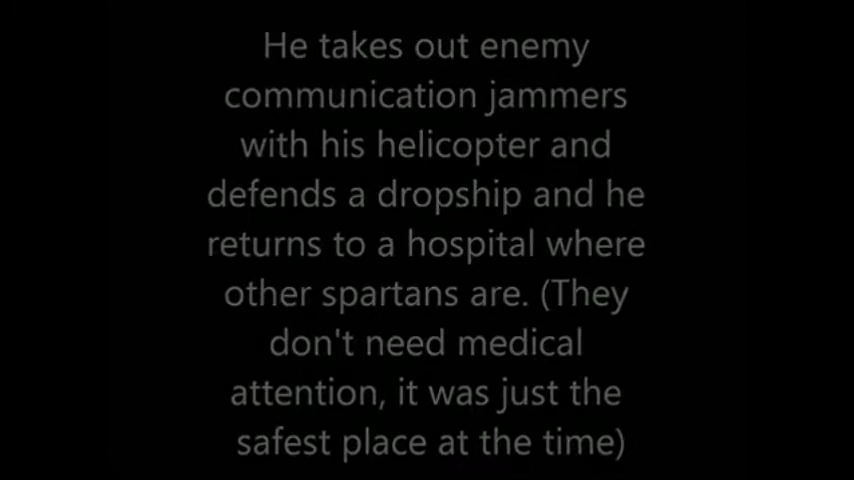 He takes out enemy
communication jammers
with his helicopter and
defends a dropship and he
returns to a hospital where
other spartans are. (They
don't need medical
attention, it was just the
safest place at the time)